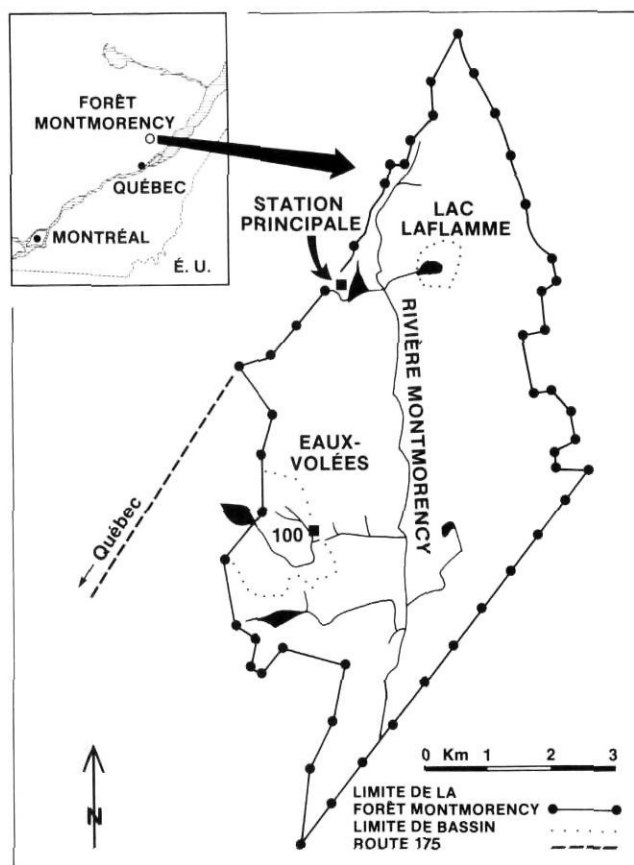 FORÊT
MONTMORENCY
QUÉBEC
MONTRÉAL
É. U.
STATION
PRINCIPALE
LAC
LAFLAMME
RIVIÈRE MONTMORENCY
EAUX-
VOLÉES
100
Québec
N
0 Km 1 2 3
LIMITE DE LA
FORÊT MONTMORENCY
LIMITE DE BASSIN
ROUTE 175